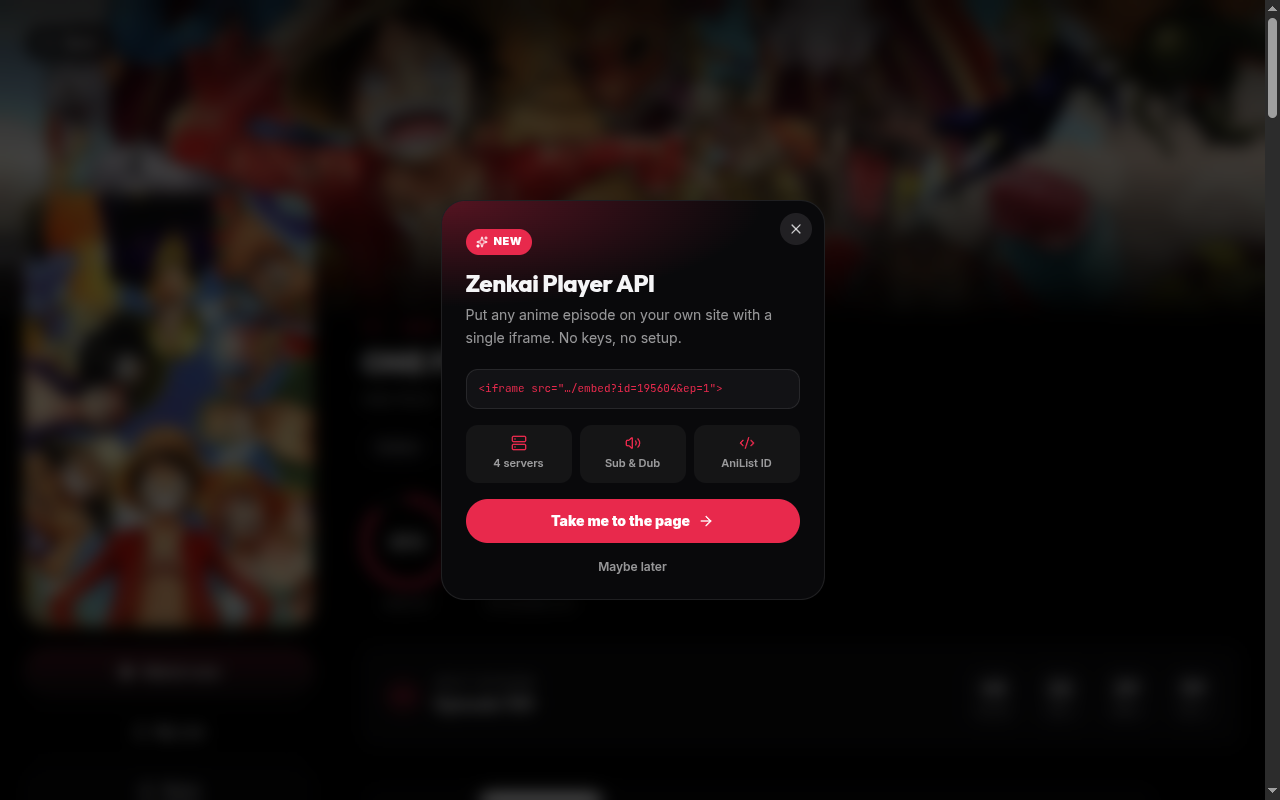 NEW
Zenkai Player API
Put any anime episode on your own site with a
single iframe. No keys, no setup.
<iframe src="…/embed?id=195604&ep=1">
4 servers
Sub & Dub
AniList ID
Take me to the page
Maybe later